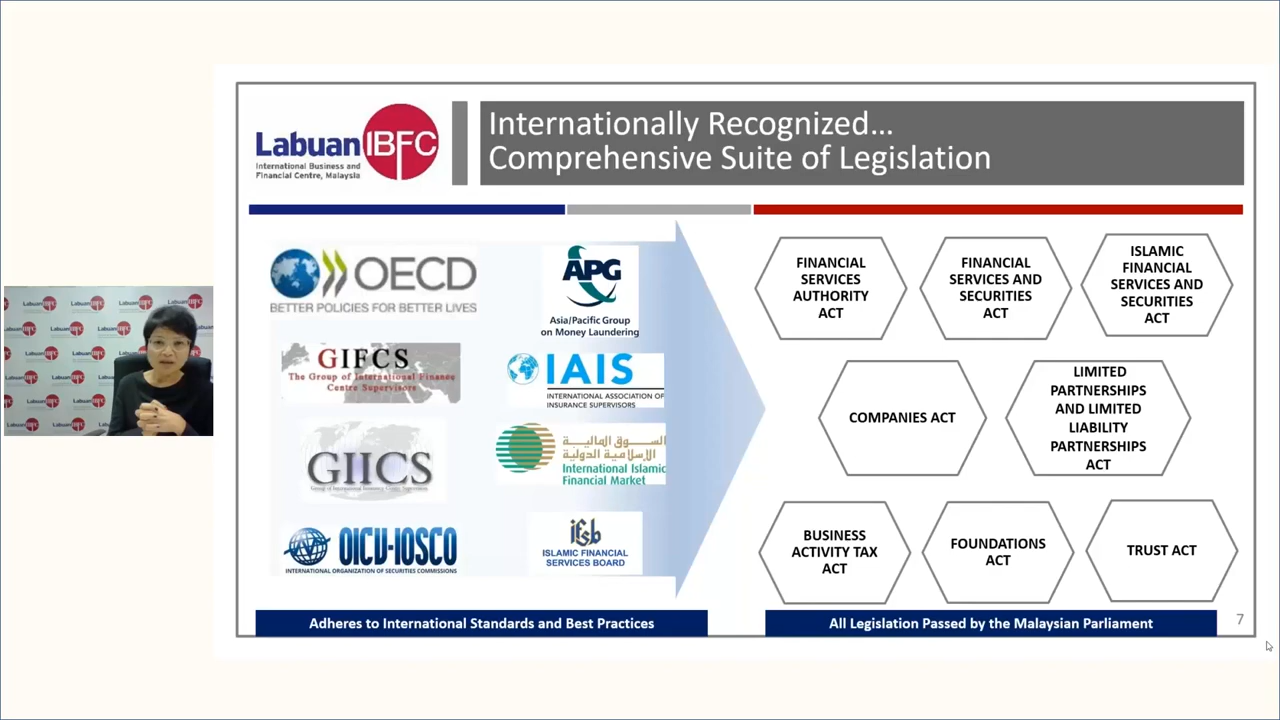 Internationally Recognized...
Comprehensive Suite of Legislation
Labuan IBFC
International Business and
Financial Centre, Malaysia
OECD
BETTER POLICIES FOR BETTER LIVES
APG
Asia/Pacific Group
on Money Laundering
GIFCS
The Group of International Finance
Centre Supervisors
IAIS
INTERNATIONAL ASSOCIATION OF
INSURANCE SUPERVISORS
GIICS
السوق المالية
الإسلامية الدولية
International Islamic
Financial Market
OICU-IOSCO
INTERNATIONAL ORGANIZATION OF SECURITIES COMMISSIONS
ifsb
ISLAMIC FINANCIAL
SERVICES BOARD
Adheres to International Standards and Best Practices
FINANCIAL
SERVICES
AUTHORITY
ACT
FINANCIAL
SERVICES AND
SECURITIES
ACT
ISLAMIC
FINANCIAL
SERVICES AND
SECURITIES
ACT
COMPANIES ACT
LIMITED
PARTNERSHIPS
AND LIMITED
LIABILITY
PARTNERSHIPS
ACT
BUSINESS
ACTIVITY TAX
ACT
FOUNDATIONS
ACT
TRUST ACT
All Legislation Passed by the Malaysian Parliament
7